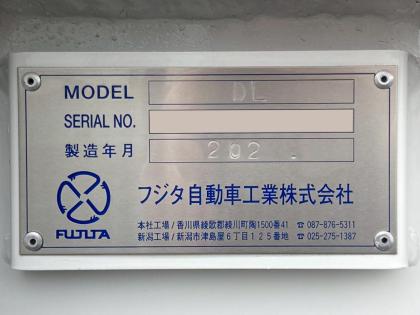 MODEL DL
SERIAL NO.
製造年月 202 .
フジタ自動車工業株式会社
FUJITA
本社工場/香川県綾歌郡綾川町陶1500番41 ☎ 087-876-5311
新潟工場/新潟市津島屋6丁目125番地 ☎ 025-275-1387